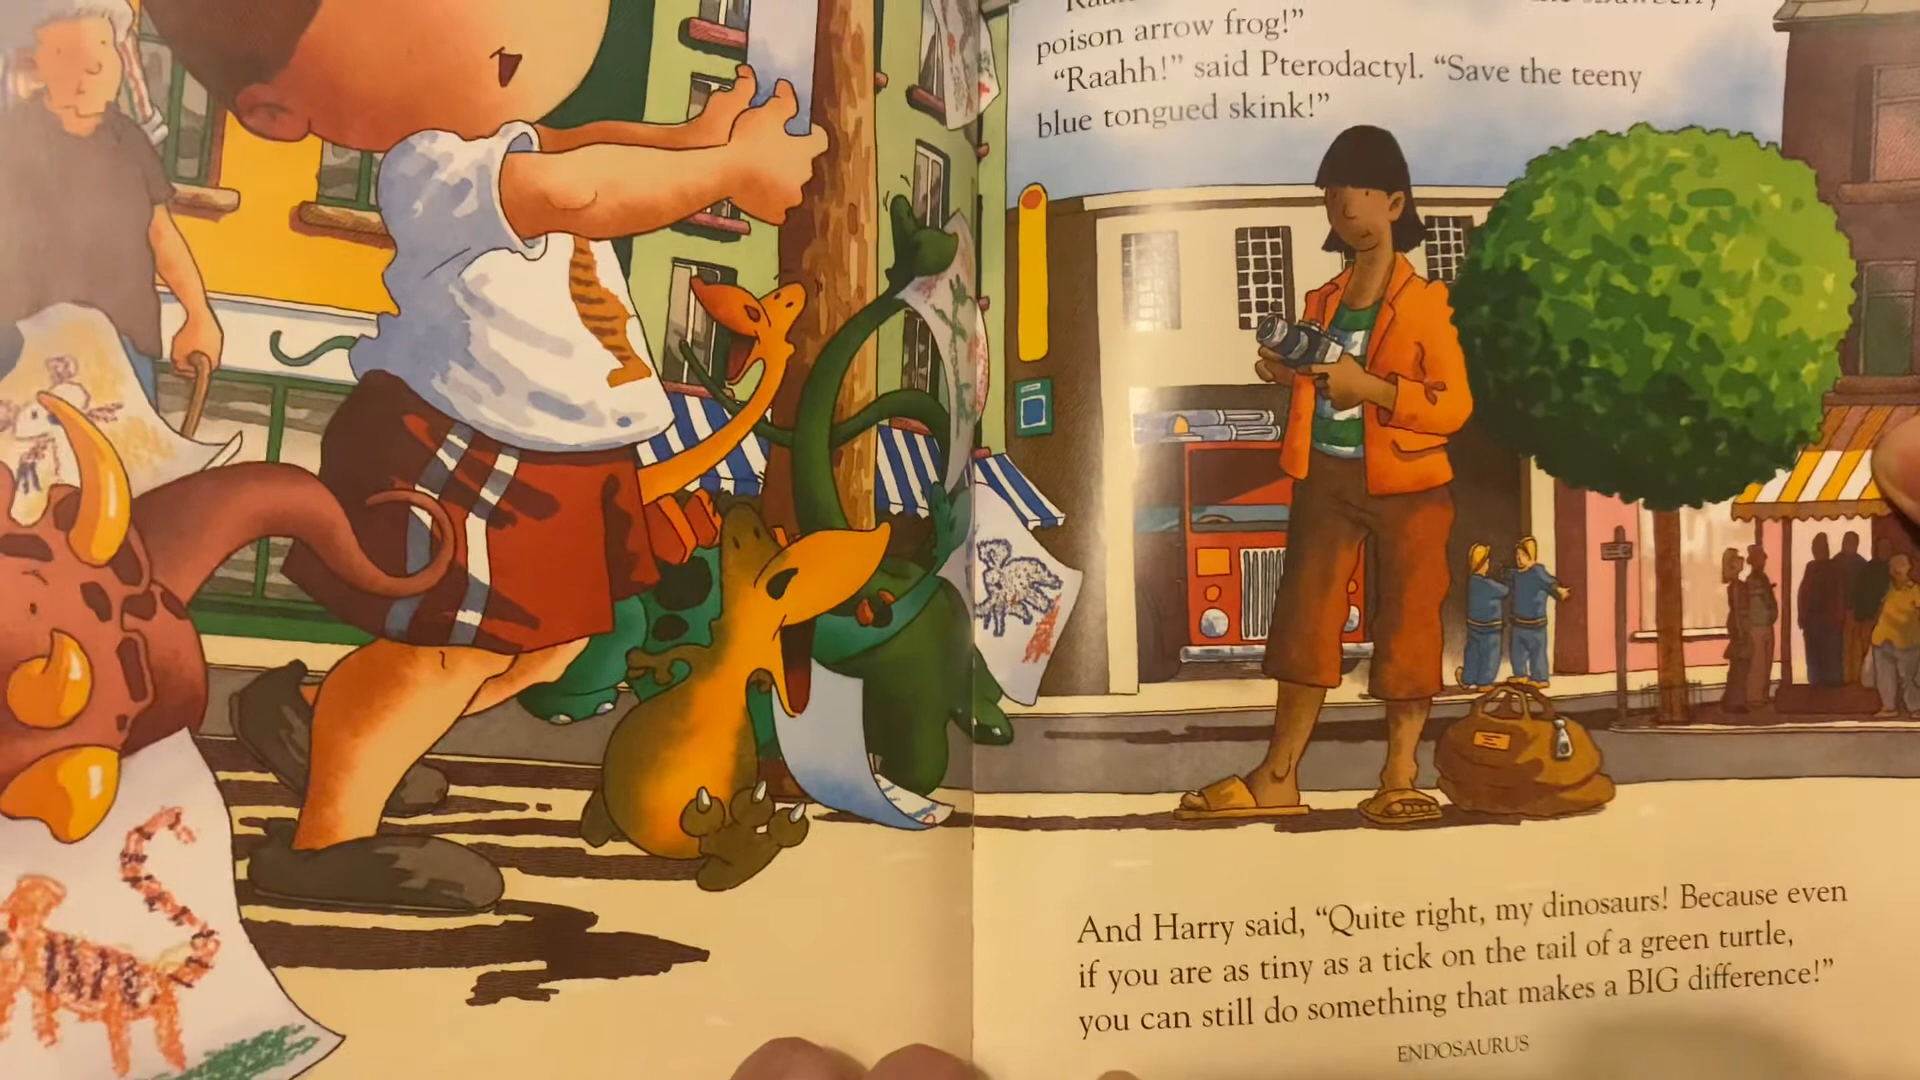 poison arrow frog!”
“Raahh!” said Pterodactyl. “Save the teeny
blue tongued skink!”
And Harry said, “Quite right, my dinosaurs! Because even
if you are as tiny as a tick on the tail of a green turtle,
you can still do something that makes a BIG difference!”
ENDOSAURUS